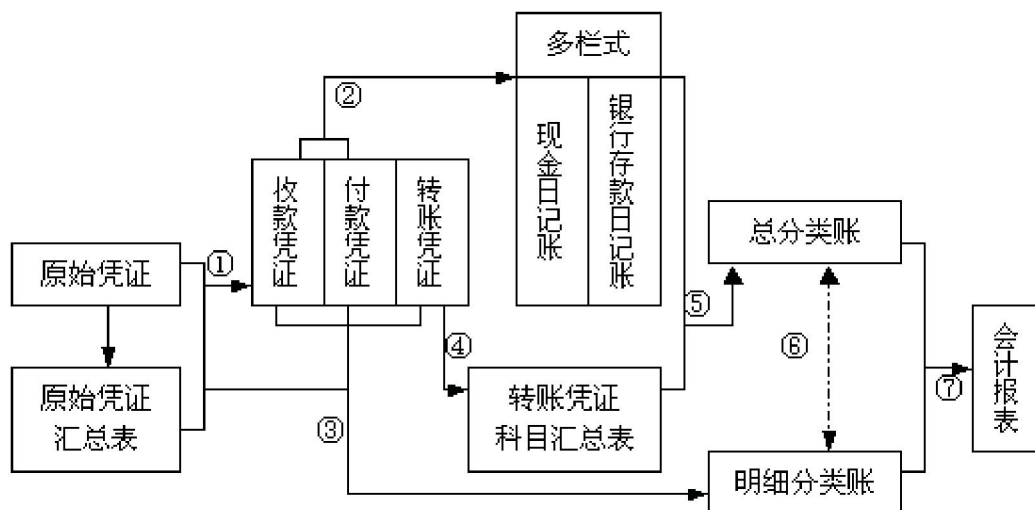 多栏式
现金日记账
银行存款日记账
②
收款凭证
付款凭证
转账凭证
总分类账
原始凭证
①
⑤
④
⑥
会计报表
⑦
原始凭证
汇总表
转账凭证
科目汇总表
③
明细分类账